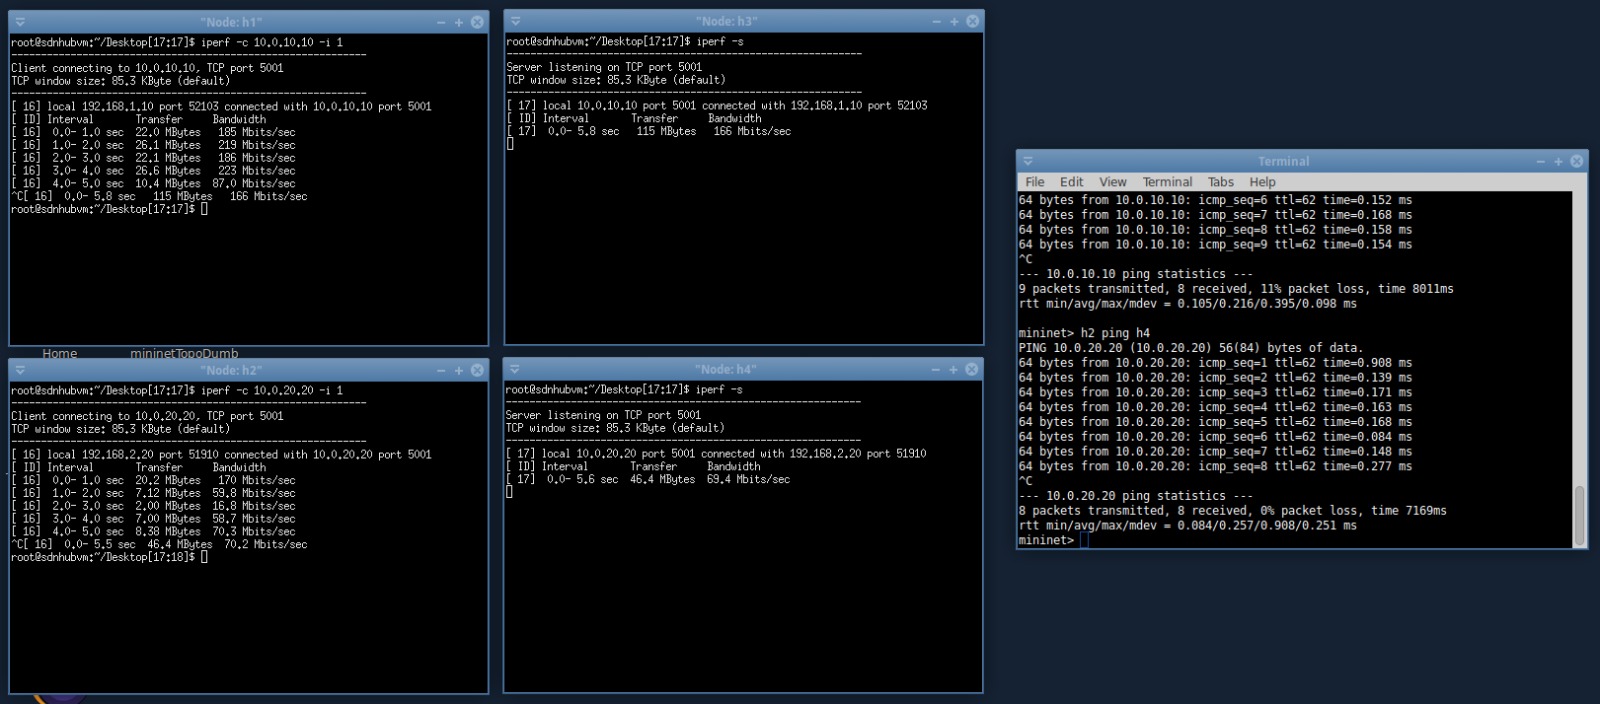 "Node: h1"
root@sdnhubvm:~/Desktop[17:17]$ iperf -c 10.0.10.10 -i 1
------------------------------------------------------------
Client connecting to 10.0.10.10, TCP port 5001
TCP window size: 85.3 KByte (default)
------------------------------------------------------------
[ 16] local 192.168.1.10 port 52103 connected with 10.0.10.10 port 5001
[ ID] Interval       Transfer     Bandwidth
[ 16]  0.0- 1.0 sec  22.0 MBytes   185 Mbits/sec
[ 16]  1.0- 2.0 sec  26.1 MBytes   219 Mbits/sec
[ 16]  2.0- 3.0 sec  22.1 MBytes   186 Mbits/sec
[ 16]  3.0- 4.0 sec  26.6 MBytes   223 Mbits/sec
[ 16]  4.0- 5.0 sec  10.4 MBytes  87.0 Mbits/sec
^C[ 16]  0.0- 5.8 sec   115 MBytes   166 Mbits/sec
root@sdnhubvm:~/Desktop[17:17]$
"Node: h3"
root@sdnhubvm:~/Desktop[17:17]$ iperf -s
------------------------------------------------------------
Server listening on TCP port 5001
TCP window size: 85.3 KByte (default)
------------------------------------------------------------
[ 17] local 10.0.10.10 port 5001 connected with 192.168.1.10 port 52103
[ ID] Interval       Transfer     Bandwidth
[ 17]  0.0- 5.8 sec   115 MBytes   166 Mbits/sec
Home
mininetTopoDumb
"Node: h2"
root@sdnhubvm:~/Desktop[17:17]$ iperf -c 10.0.20.20 -i 1
------------------------------------------------------------
Client connecting to 10.0.20.20, TCP port 5001
TCP window size: 85.3 KByte (default)
------------------------------------------------------------
[ 16] local 192.168.2.20 port 51910 connected with 10.0.20.20 port 5001
[ ID] Interval       Transfer     Bandwidth
[ 16]  0.0- 1.0 sec  20.2 MBytes   170 Mbits/sec
[ 16]  1.0- 2.0 sec  7.12 MBytes  59.8 Mbits/sec
[ 16]  2.0- 3.0 sec  2.00 MBytes  16.8 Mbits/sec
[ 16]  3.0- 4.0 sec  7.00 MBytes  58.7 Mbits/sec
[ 16]  4.0- 5.0 sec  8.38 MBytes  70.3 Mbits/sec
^C[ 16]  0.0- 5.5 sec  46.4 MBytes  70.2 Mbits/sec
root@sdnhubvm:~/Desktop[17:18]$
"Node: h4"
root@sdnhubvm:~/Desktop[17:17]$ iperf -s
------------------------------------------------------------
Server listening on TCP port 5001
TCP window size: 85.3 KByte (default)
------------------------------------------------------------
[ 17] local 10.0.20.20 port 5001 connected with 192.168.2.20 port 51910
[ ID] Interval       Transfer     Bandwidth
[ 17]  0.0- 5.6 sec  46.4 MBytes  69.4 Mbits/sec
Terminal
File Edit View Terminal Tabs Help
64 bytes from 10.0.10.10: icmp_seq=6 ttl=62 time=0.152 ms
64 bytes from 10.0.10.10: icmp_seq=7 ttl=62 time=0.168 ms
64 bytes from 10.0.10.10: icmp_seq=8 ttl=62 time=0.158 ms
64 bytes from 10.0.10.10: icmp_seq=9 ttl=62 time=0.154 ms
^C
--- 10.0.10.10 ping statistics ---
9 packets transmitted, 8 received, 11% packet loss, time 8011ms
rtt min/avg/max/mdev = 0.105/0.216/0.395/0.098 ms
mininet> h2 ping h4
PING 10.0.20.20 (10.0.20.20) 56(84) bytes of data.
64 bytes from 10.0.20.20: icmp_seq=1 ttl=62 time=0.908 ms
64 bytes from 10.0.20.20: icmp_seq=2 ttl=62 time=0.139 ms
64 bytes from 10.0.20.20: icmp_seq=3 ttl=62 time=0.171 ms
64 bytes from 10.0.20.20: icmp_seq=4 ttl=62 time=0.163 ms
64 bytes from 10.0.20.20: icmp_seq=5 ttl=62 time=0.168 ms
64 bytes from 10.0.20.20: icmp_seq=6 ttl=62 time=0.084 ms
64 bytes from 10.0.20.20: icmp_seq=7 ttl=62 time=0.148 ms
64 bytes from 10.0.20.20: icmp_seq=8 ttl=62 time=0.277 ms
^C
--- 10.0.20.20 ping statistics ---
8 packets transmitted, 8 received, 0% packet loss, time 7169ms
rtt min/avg/max/mdev = 0.084/0.257/0.908/0.251 ms
mininet>